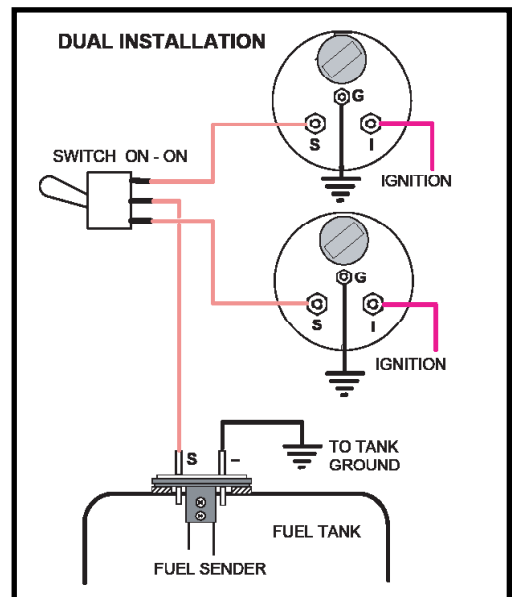 DUAL INSTALLATION
G
S
I
SWITCH ON - ON
IGNITION
G
S
I
IGNITION
S
–
TO TANK
GROUND
FUEL TANK
FUEL SENDER